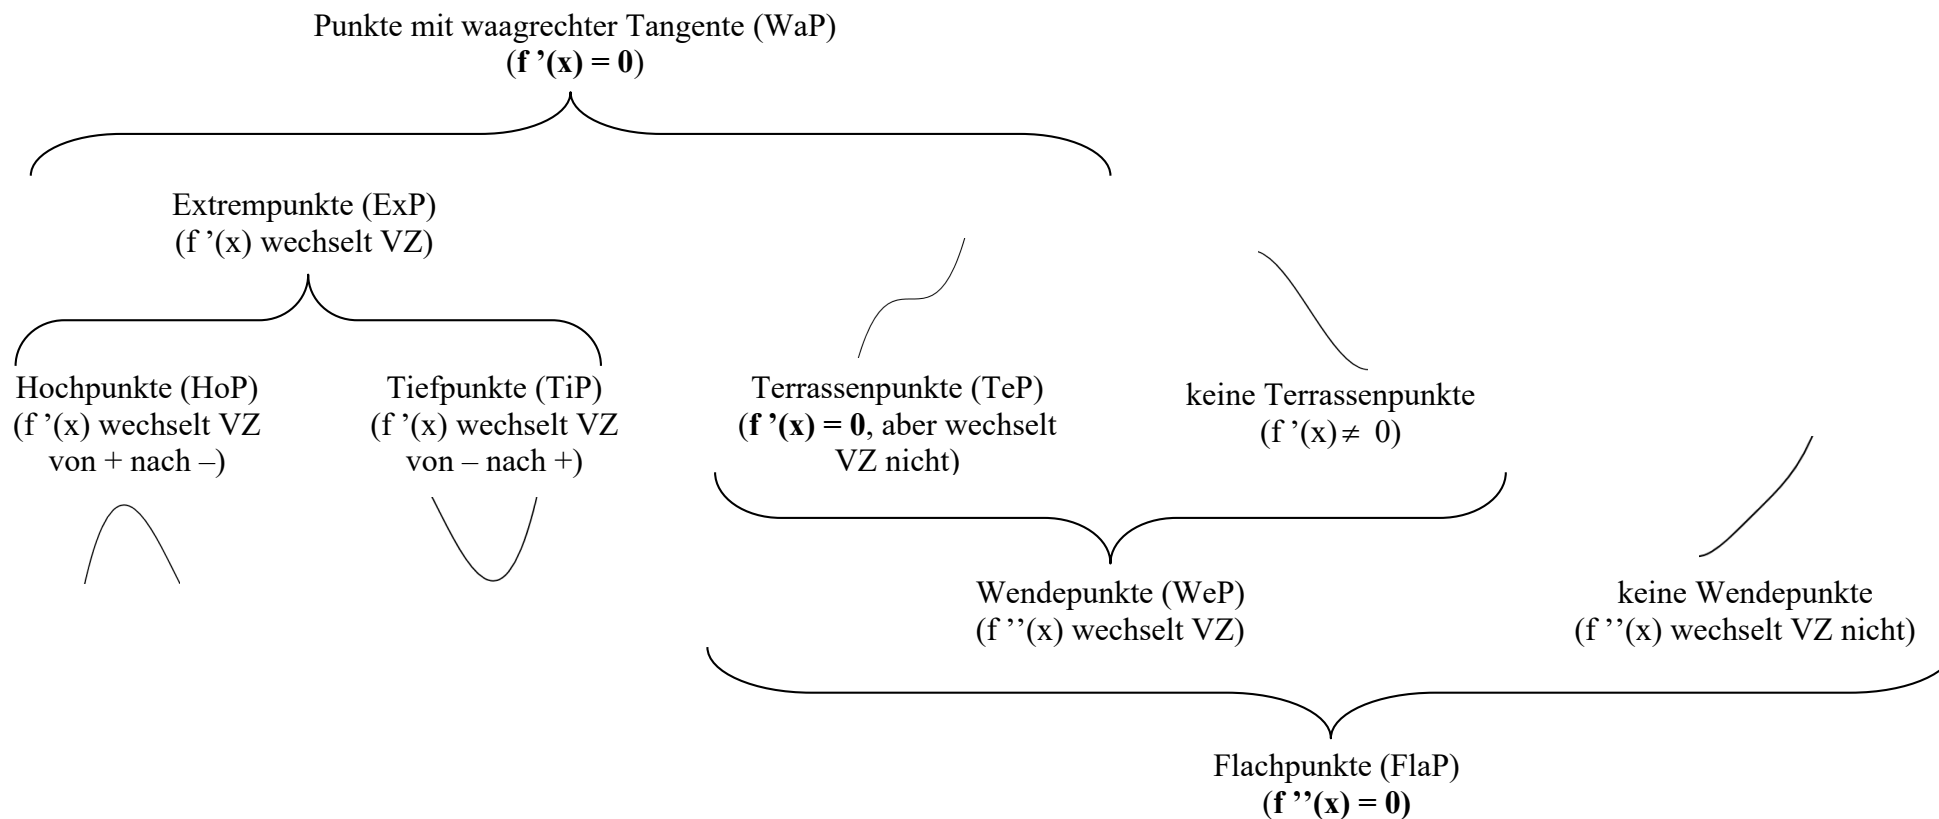 Punkte mit waagrechter Tangente (WaP)
(f ’(x) = 0)
Extrempunkte (ExP)
(f ’(x) wechselt VZ)
Hochpunkte (HoP)
(f ’(x) wechselt VZ
von + nach –)
Tiefpunkte (TiP)
(f ’(x) wechselt VZ
von – nach +)
Terrassenpunkte (TeP)
(f ’(x) = 0, aber wechselt
VZ nicht)
keine Terrassenpunkte
(f ’(x) ≠ 0)
Wendepunkte (WeP)
(f ’’(x) wechselt VZ)
keine Wendepunkte
(f ’’(x) wechselt VZ nicht)
Flachpunkte (FlaP)
(f ’’(x) = 0)